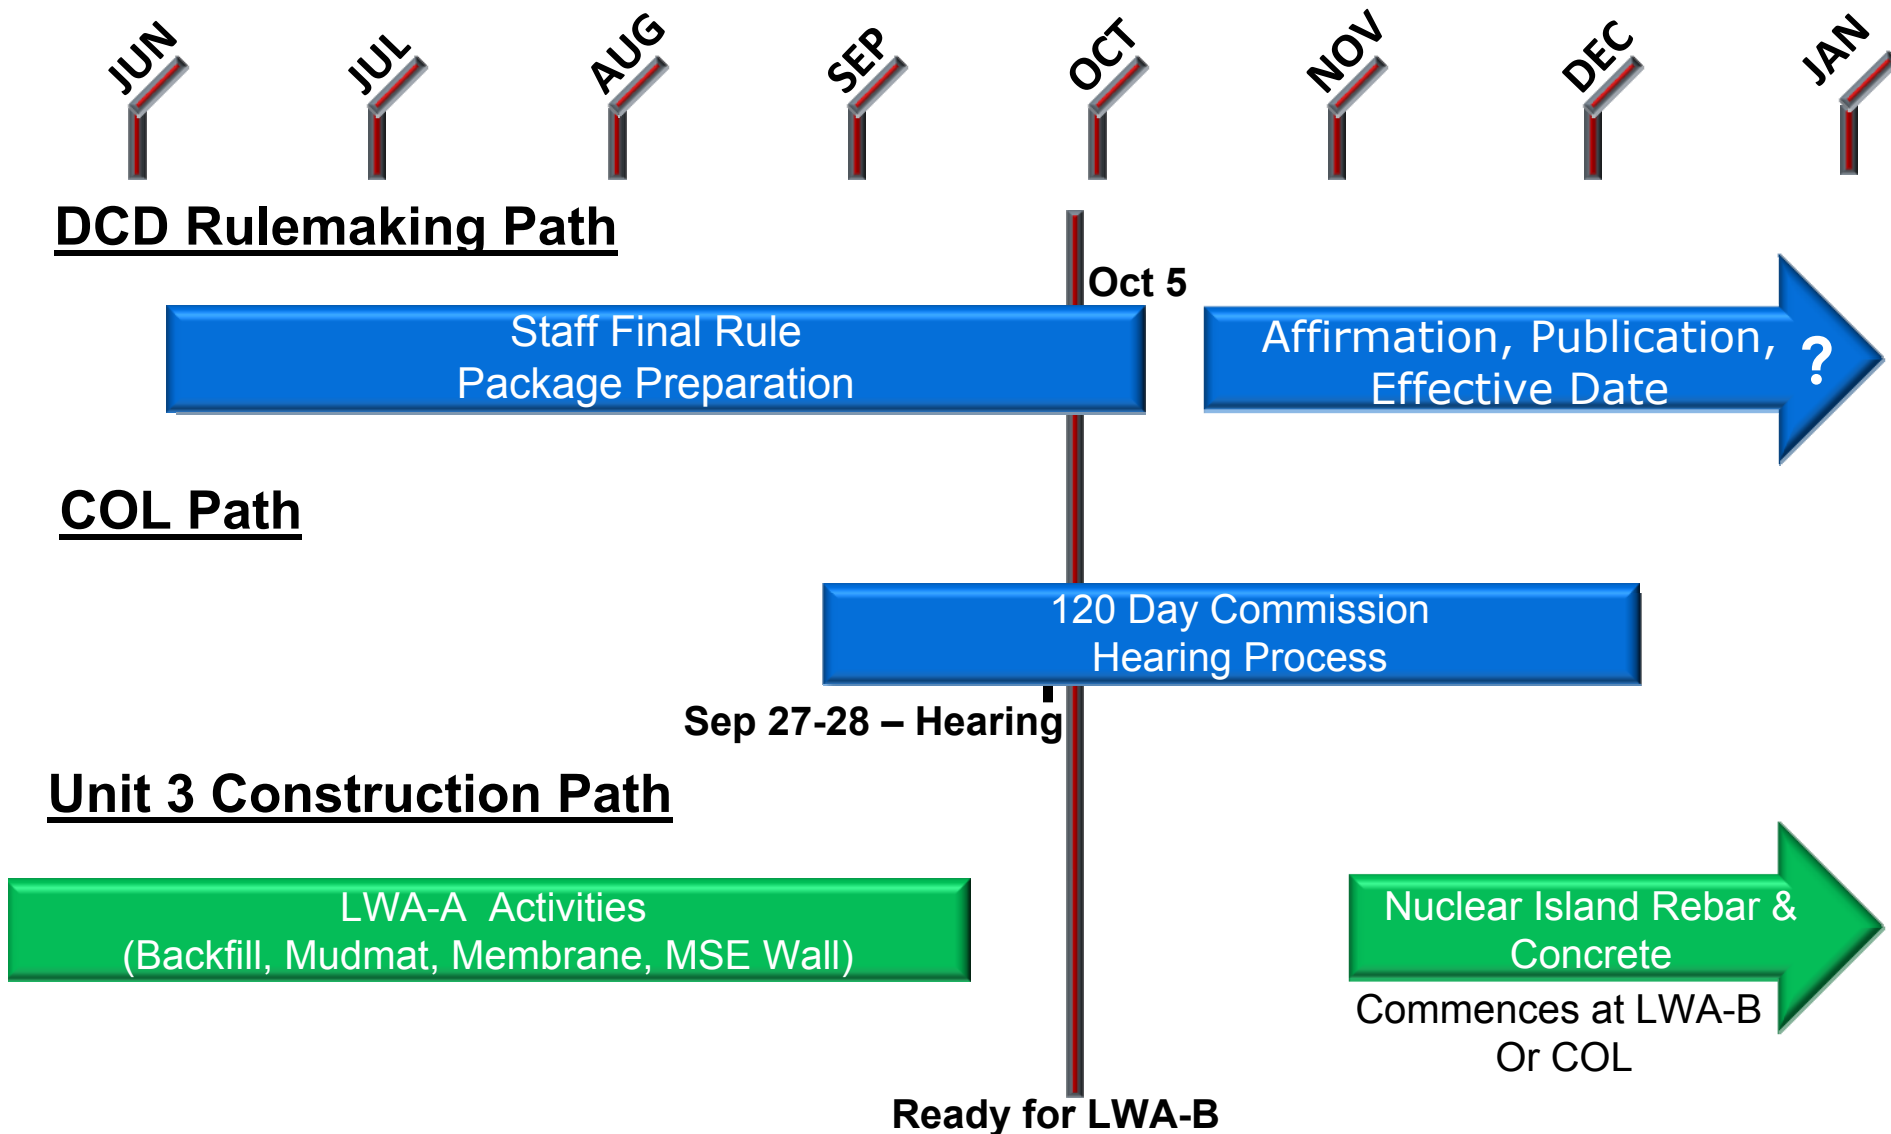 JUN
JUL
AUG
SEP
OCT
NOV
DEC
JAN
DCD Rulemaking Path
Oct 5
Staff Final Rule
Package Preparation
Affirmation, Publication,
Effective Date
?
COL Path
120 Day Commission
Hearing Process
Sep 27-28 – Hearing
Unit 3 Construction Path
LWA-A Activities
(Backfill, Mudmat, Membrane, MSE Wall)
Nuclear Island Rebar &
Concrete
Commences at LWA-B
Or COL
Ready for LWA-B